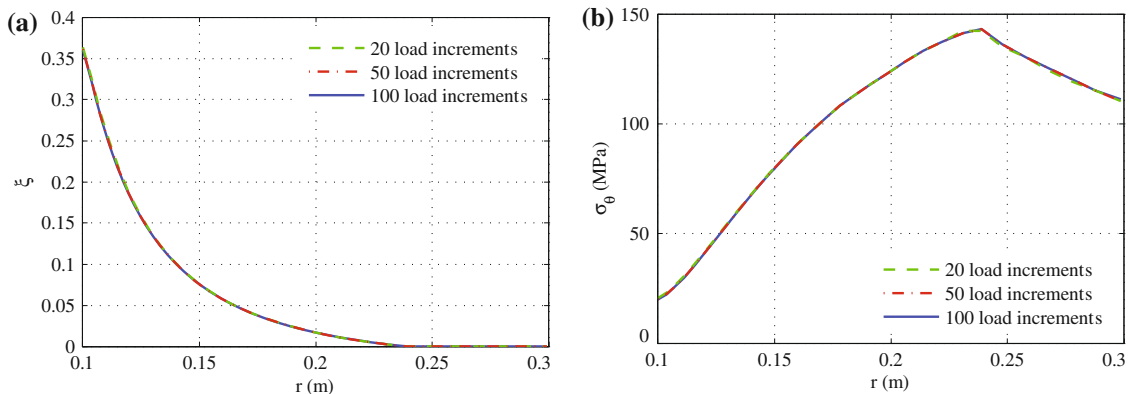 (a)
0.4
0.35
0.3
0.25
0.2
0.15
0.1
0.05
0
ξ
20 load increments
50 load increments
100 load increments
0.1 0.15 0.2 0.25 0.3
r (m)
(b)
150
100
50
0
σθ (MPa)
20 load increments
50 load increments
100 load increments
0.1 0.15 0.2 0.25 0.3
r (m)